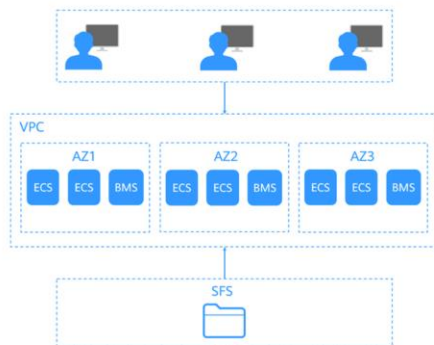 VPC
AZ1 AZ2 AZ3
ECS ECS BMS ECS ECS BMS ECS ECS BMS
SFS